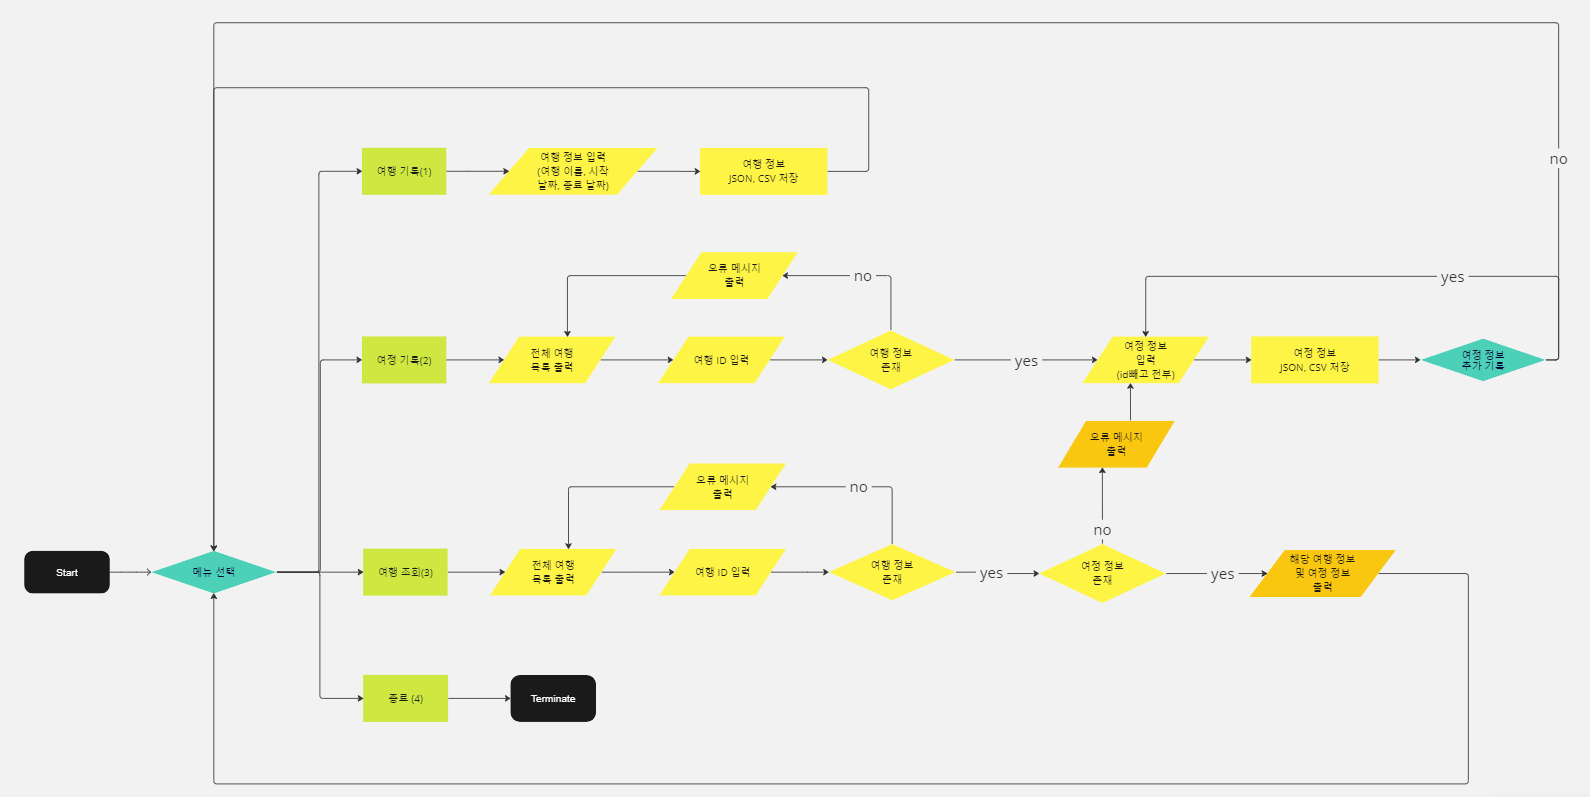 no
여행 기록(1)
여행 정보 입력
(여행 이름, 시작
날짜, 종료 날짜)
여행 정보
JSON, CSV 저장
오류 메시지
출력
no
yes
여정 기록(2)
전체 여행
목록 출력
여행 ID 입력
여행 정보
존재
yes
여정 정보
입력
(id빼고 전부)
여정 정보
JSON, CSV 저장
여정 정보
추가 기록
오류 메시지
출력
오류 메시지
출력
no
no
Start
메뉴 선택
여행 조회(3)
전체 여행
목록 출력
여행 ID 입력
여행 정보
존재
yes
여정 정보
존재
yes
해당 여행 정보
및 여정 정보
출력
종료 (4)
Terminate